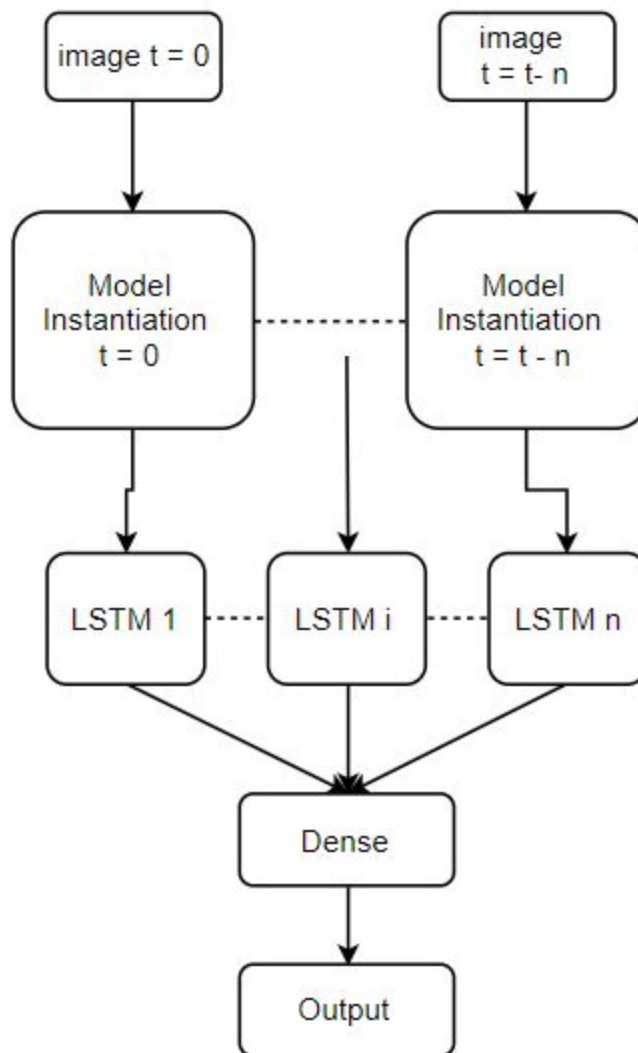 image t = 0
image
t = t- n
Model
Instantiation
t = 0
Model
Instantiation
t = t - n
LSTM 1
LSTM i
LSTM n
Dense
Output